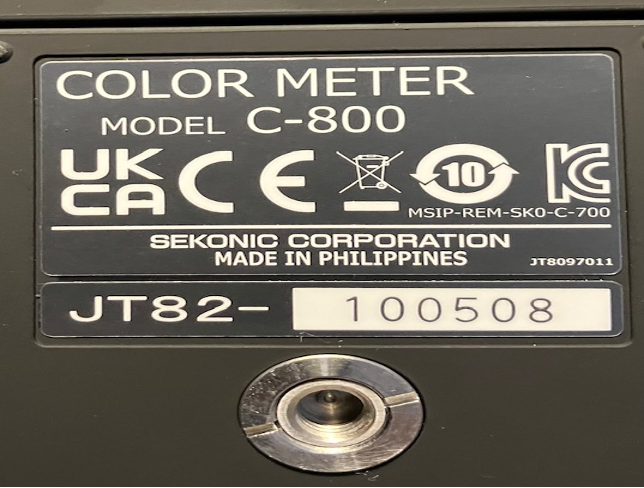 COLOR METER
MODEL C-800
UK
CA CE 10 KC
MSIP-REM-SK0-C-700
SEKONIC CORPORATION
MADE IN PHILIPPINES JT8097011
JT82- 100508